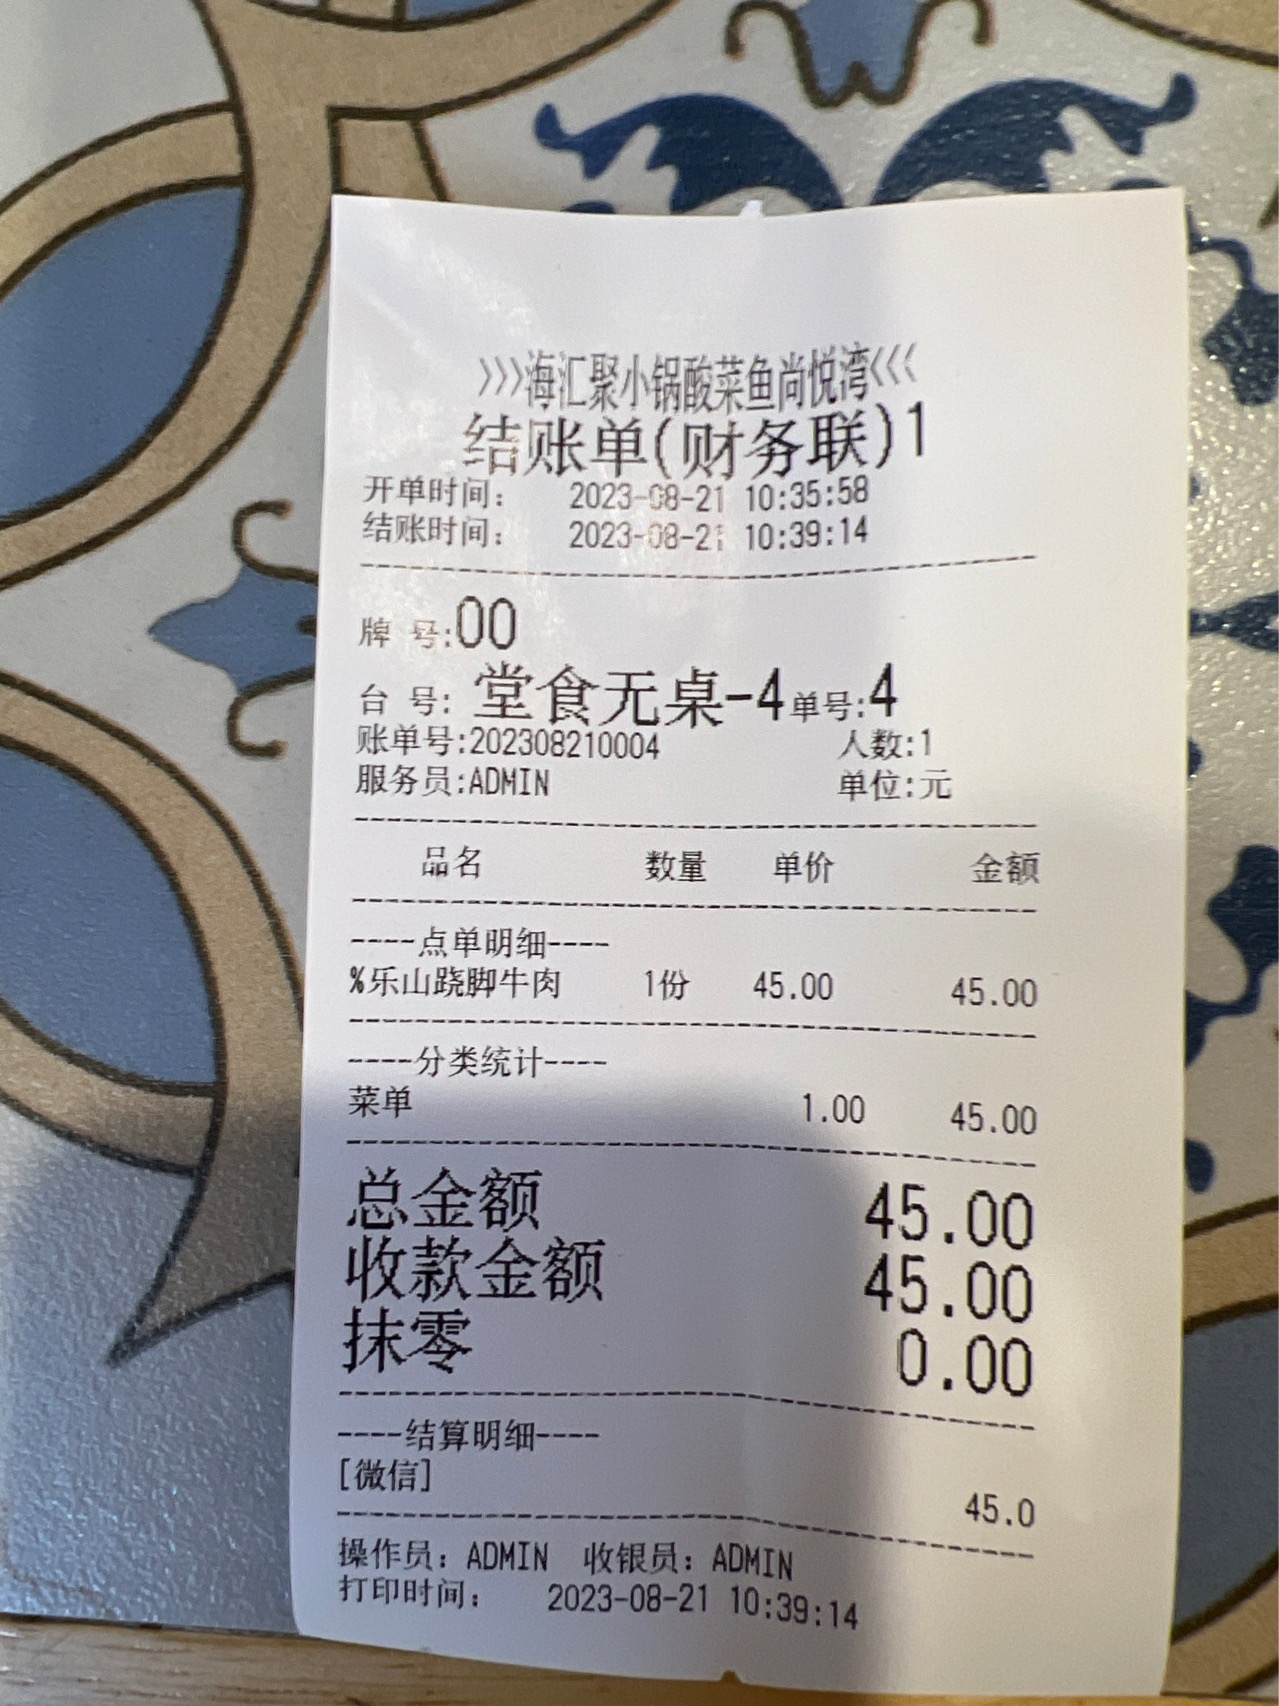 >>>海汇聚小锅酸菜鱼尚悦湾<<<
结账单(财务联)1
开单时间: 2023-08-21 10:35:58
结账时间: 2023-08-21 10:39:14
牌 号:00
台 号: 堂食无桌-4单号:4
账单号:202308210004 人数:1
服务员:ADMIN 单位:元
品名 数量 单价 金额
----点单明细----
%乐山跷脚牛肉 1份 45.00 45.00
----分类统计----
菜单 1.00 45.00
总金额 45.00
收款金额 45.00
抹零 0.00
----结算明细----
[微信] 45.0
操作员: ADMIN 收银员: ADMIN
打印时间: 2023-08-21 10:39:14